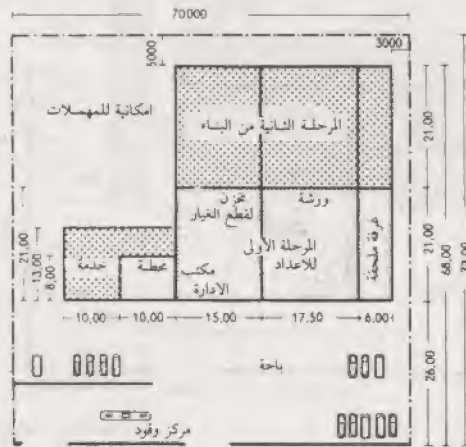 70000
5000
3000
امكانية للمهملات
المرحلة الثانية من البناء
21,00
مخزن
لقطع الغيار
ورشة
المرحلة الأولى
للاعداد
غرفة ملحقة
21,00
68,00
21,00
13,00
8,00
خدمة
محطة
مكتب
الادارة
10,00
10,00
15,00
17,50
6,00
باحة
26,00
مركز وقود